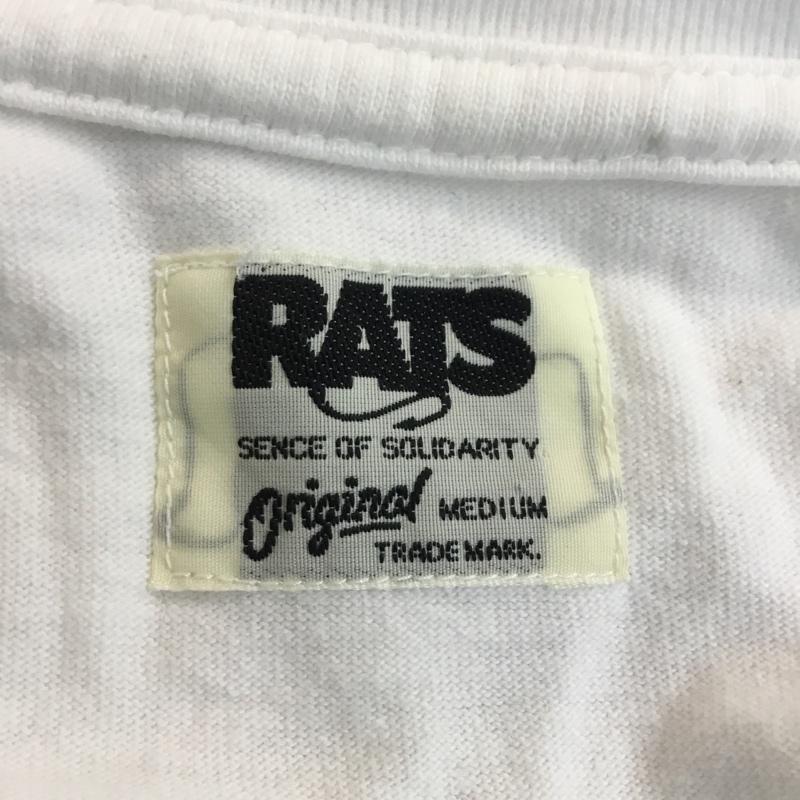 RATS
SENCE OF SOLIDARITY
Original MEDIUM
TRADE MARK.